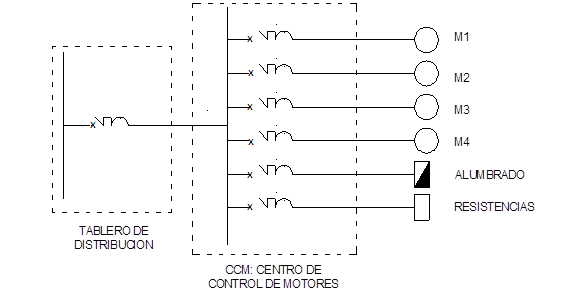 M1
M2
M3
M4
ALUMBRADO
RESISTENCIAS
TABLERO DE
DISTRIBUCION
CCM: CENTRO DE
CONTROL DE MOTORES